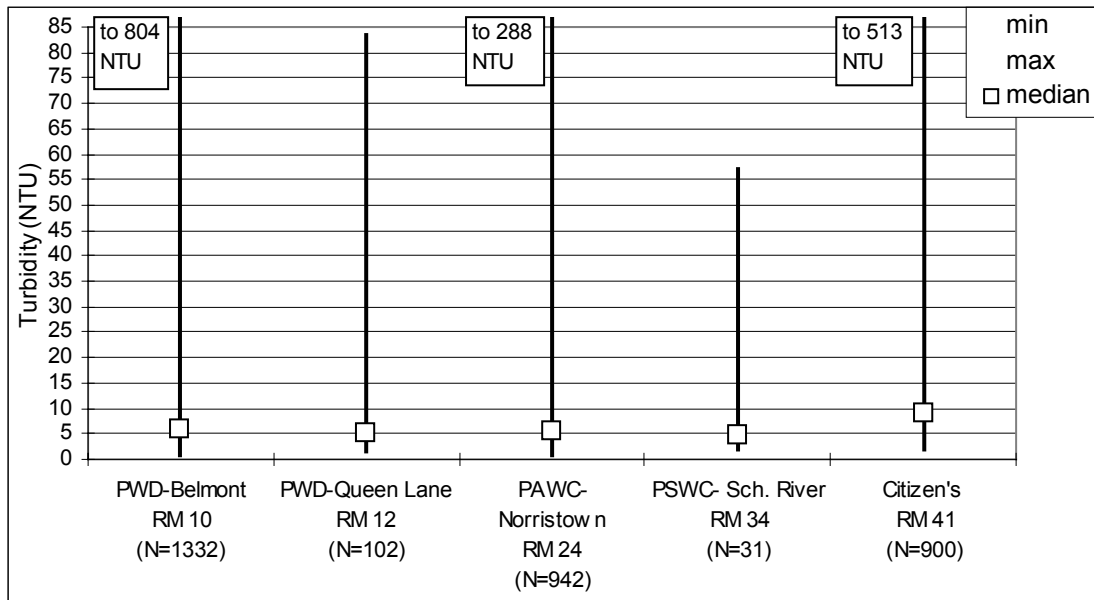 to 804
NTU
to 288
NTU
to 513
NTU
min
max
median
Turbidity (NTU)
85
80
75
70
65
60
55
50
45
40
35
30
25
20
15
10
5
0
PWD-Belmont
RM 10
(N=1332)
PWD-Queen Lane
RM 12
(N=102)
PAWC-
Norristown
RM 24
(N=942)
PSWC- Sch. River
RM 34
(N=31)
Citizen's
RM 41
(N=900)